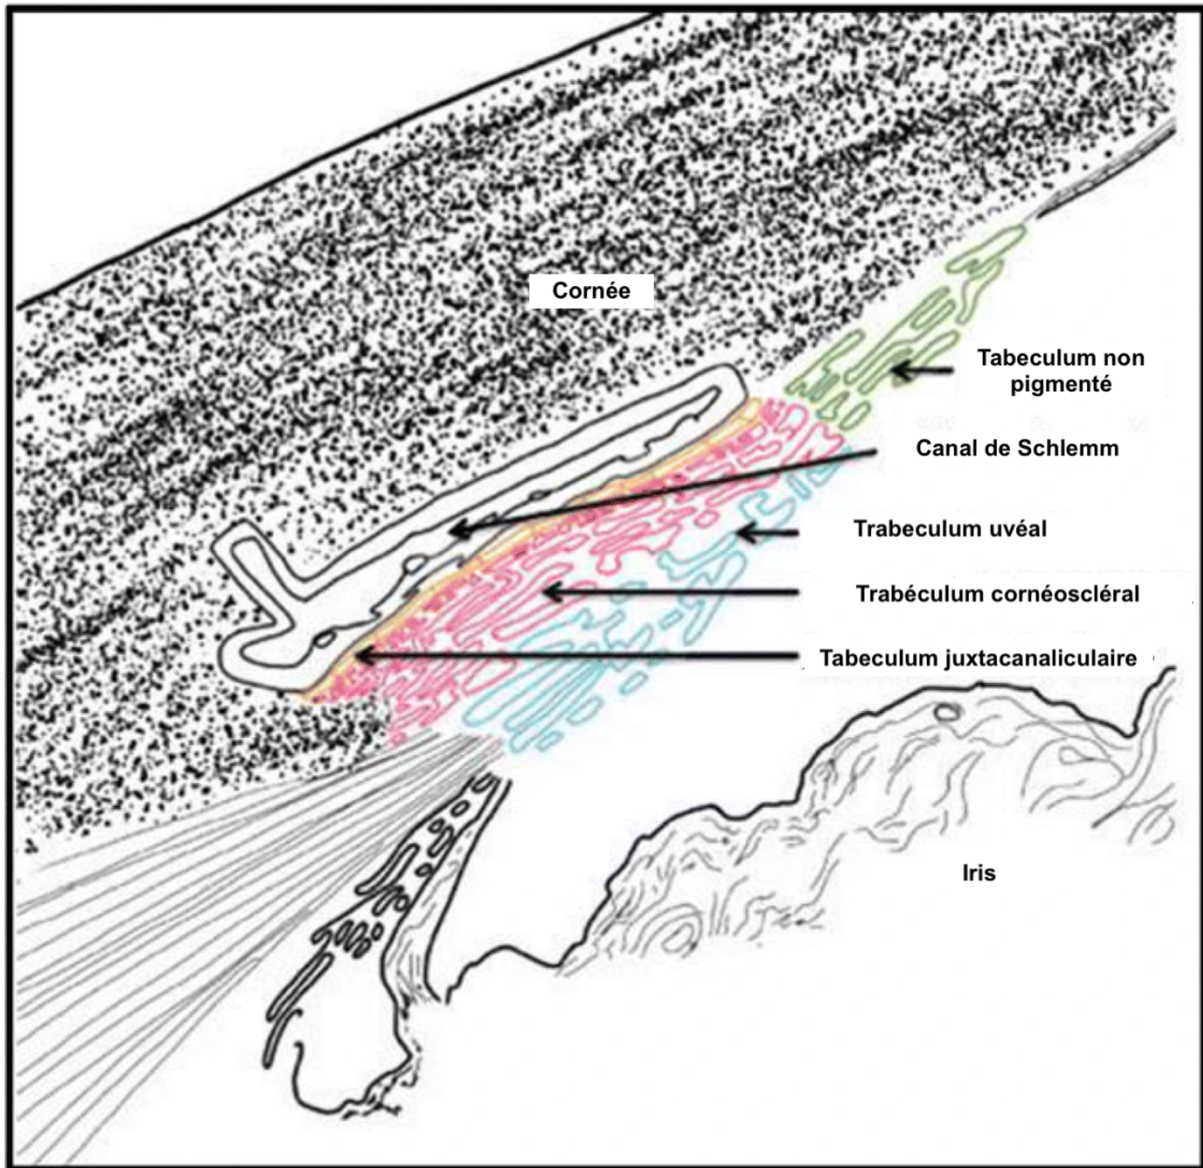 Cornée
Tabeculum non
pigmenté
Canal de Schlemm
Trabeculum uvéal
Trabéculum cornéoscléral
Tabeculum juxtacanaliculaire
Iris